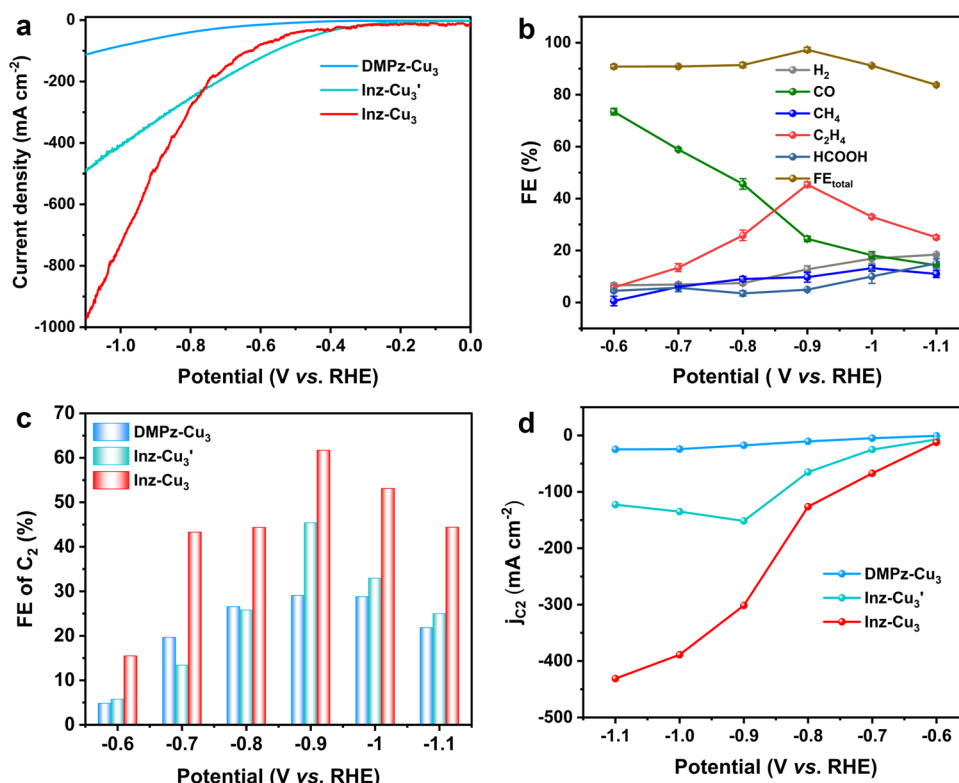 a
0
-200
-400
-600
-800
-1000
-1.0
-0.8
-0.6
-0.4
-0.2
0.0
Current density (mA cm⁻²)
Potential (V vs. RHE)
DMPz-Cu₃
Inz-Cu₃'
Inz-Cu₃
b
100
80
60
40
20
0
-0.6
-0.7
-0.8
-0.9
-1
-1.1
FE (%)
Potential ( V vs. RHE)
H₂
CO
CH₄
C₂H₄
HCOOH
FE_total
c
70
60
50
40
30
20
10
0
-0.6
-0.7
-0.8
-0.9
-1
-1.1
FE of C₂ (%)
Potential (V vs. RHE)
DMPz-Cu₃
Inz-Cu₃'
Inz-Cu₃
d
0
-100
-200
-300
-400
-500
-1.1
-1.0
-0.9
-0.8
-0.7
-0.6
j_C2 (mA cm⁻²)
Potential (V vs. RHE)
DMPz-Cu₃
Inz-Cu₃'
Inz-Cu₃